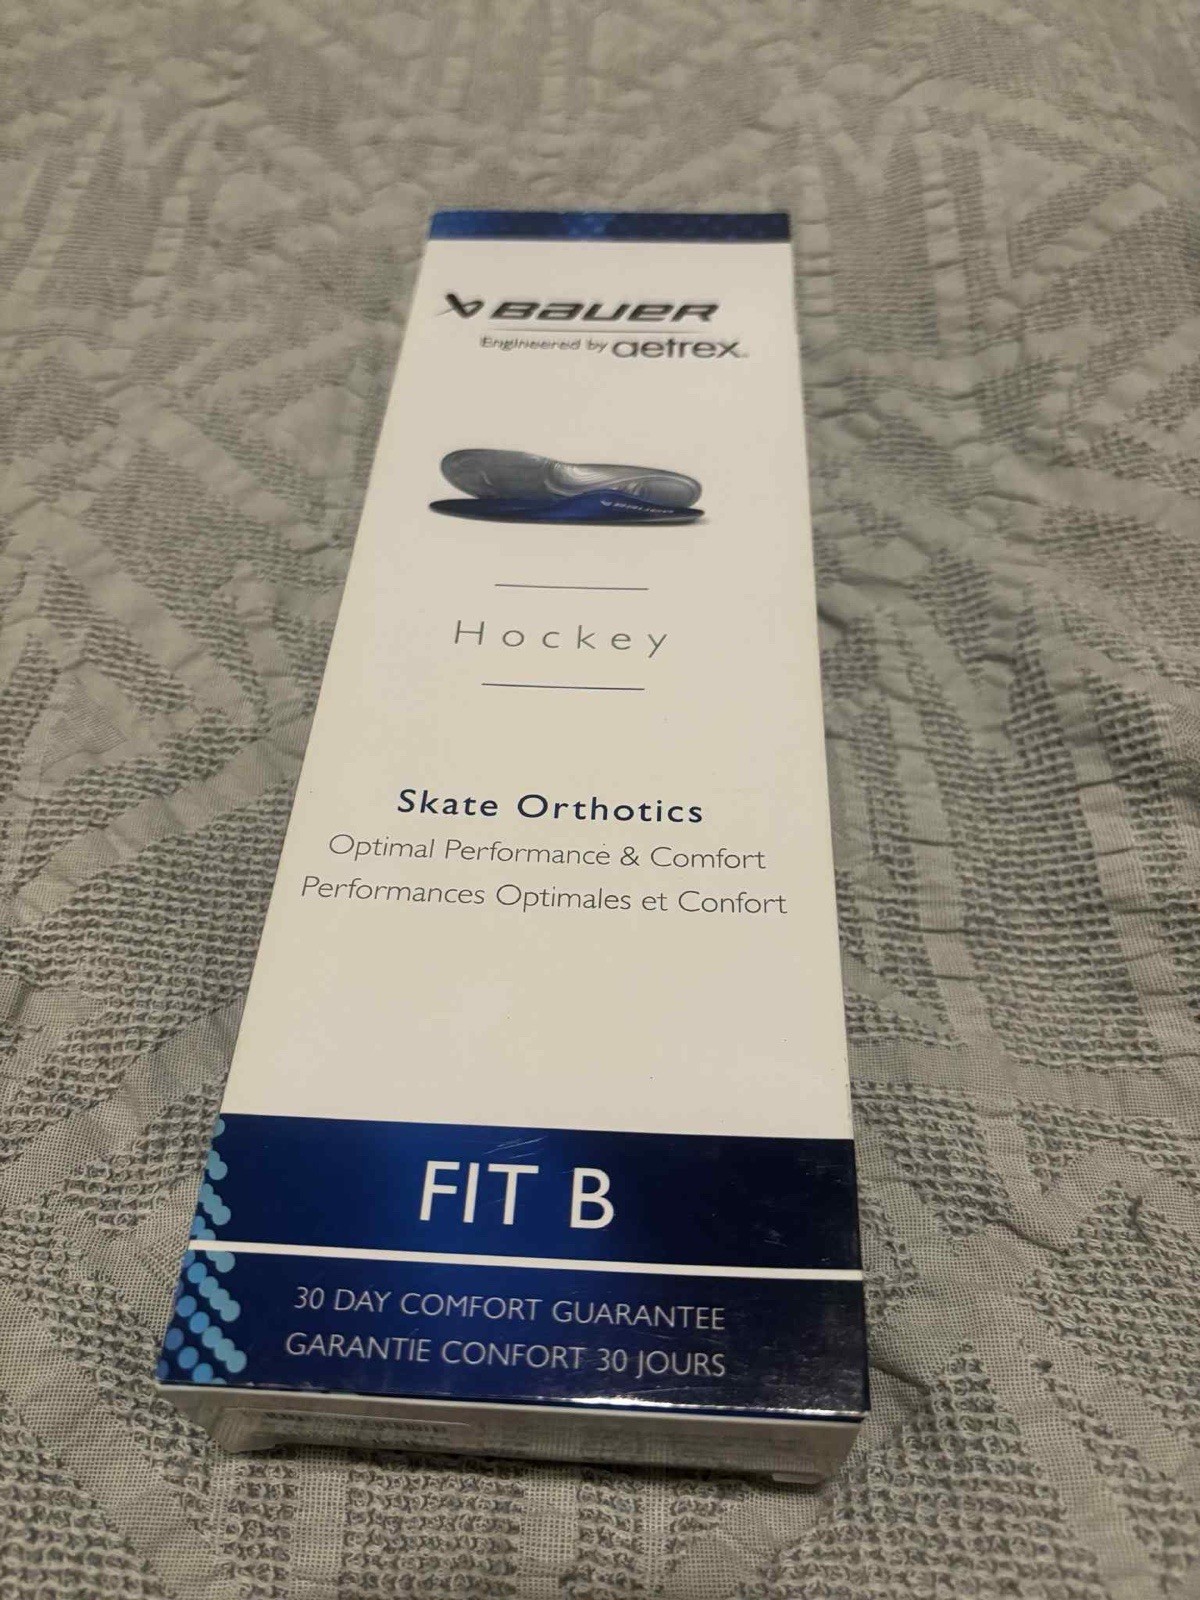 BAUER
Engineered by aetrex
BAUER
Hockey
Skate Orthotics
Optimal Performance & Comfort
Performances Optimales et Confort
FIT B
30 DAY COMFORT GUARANTEE
GARANTIE CONFORT 30 JOURS